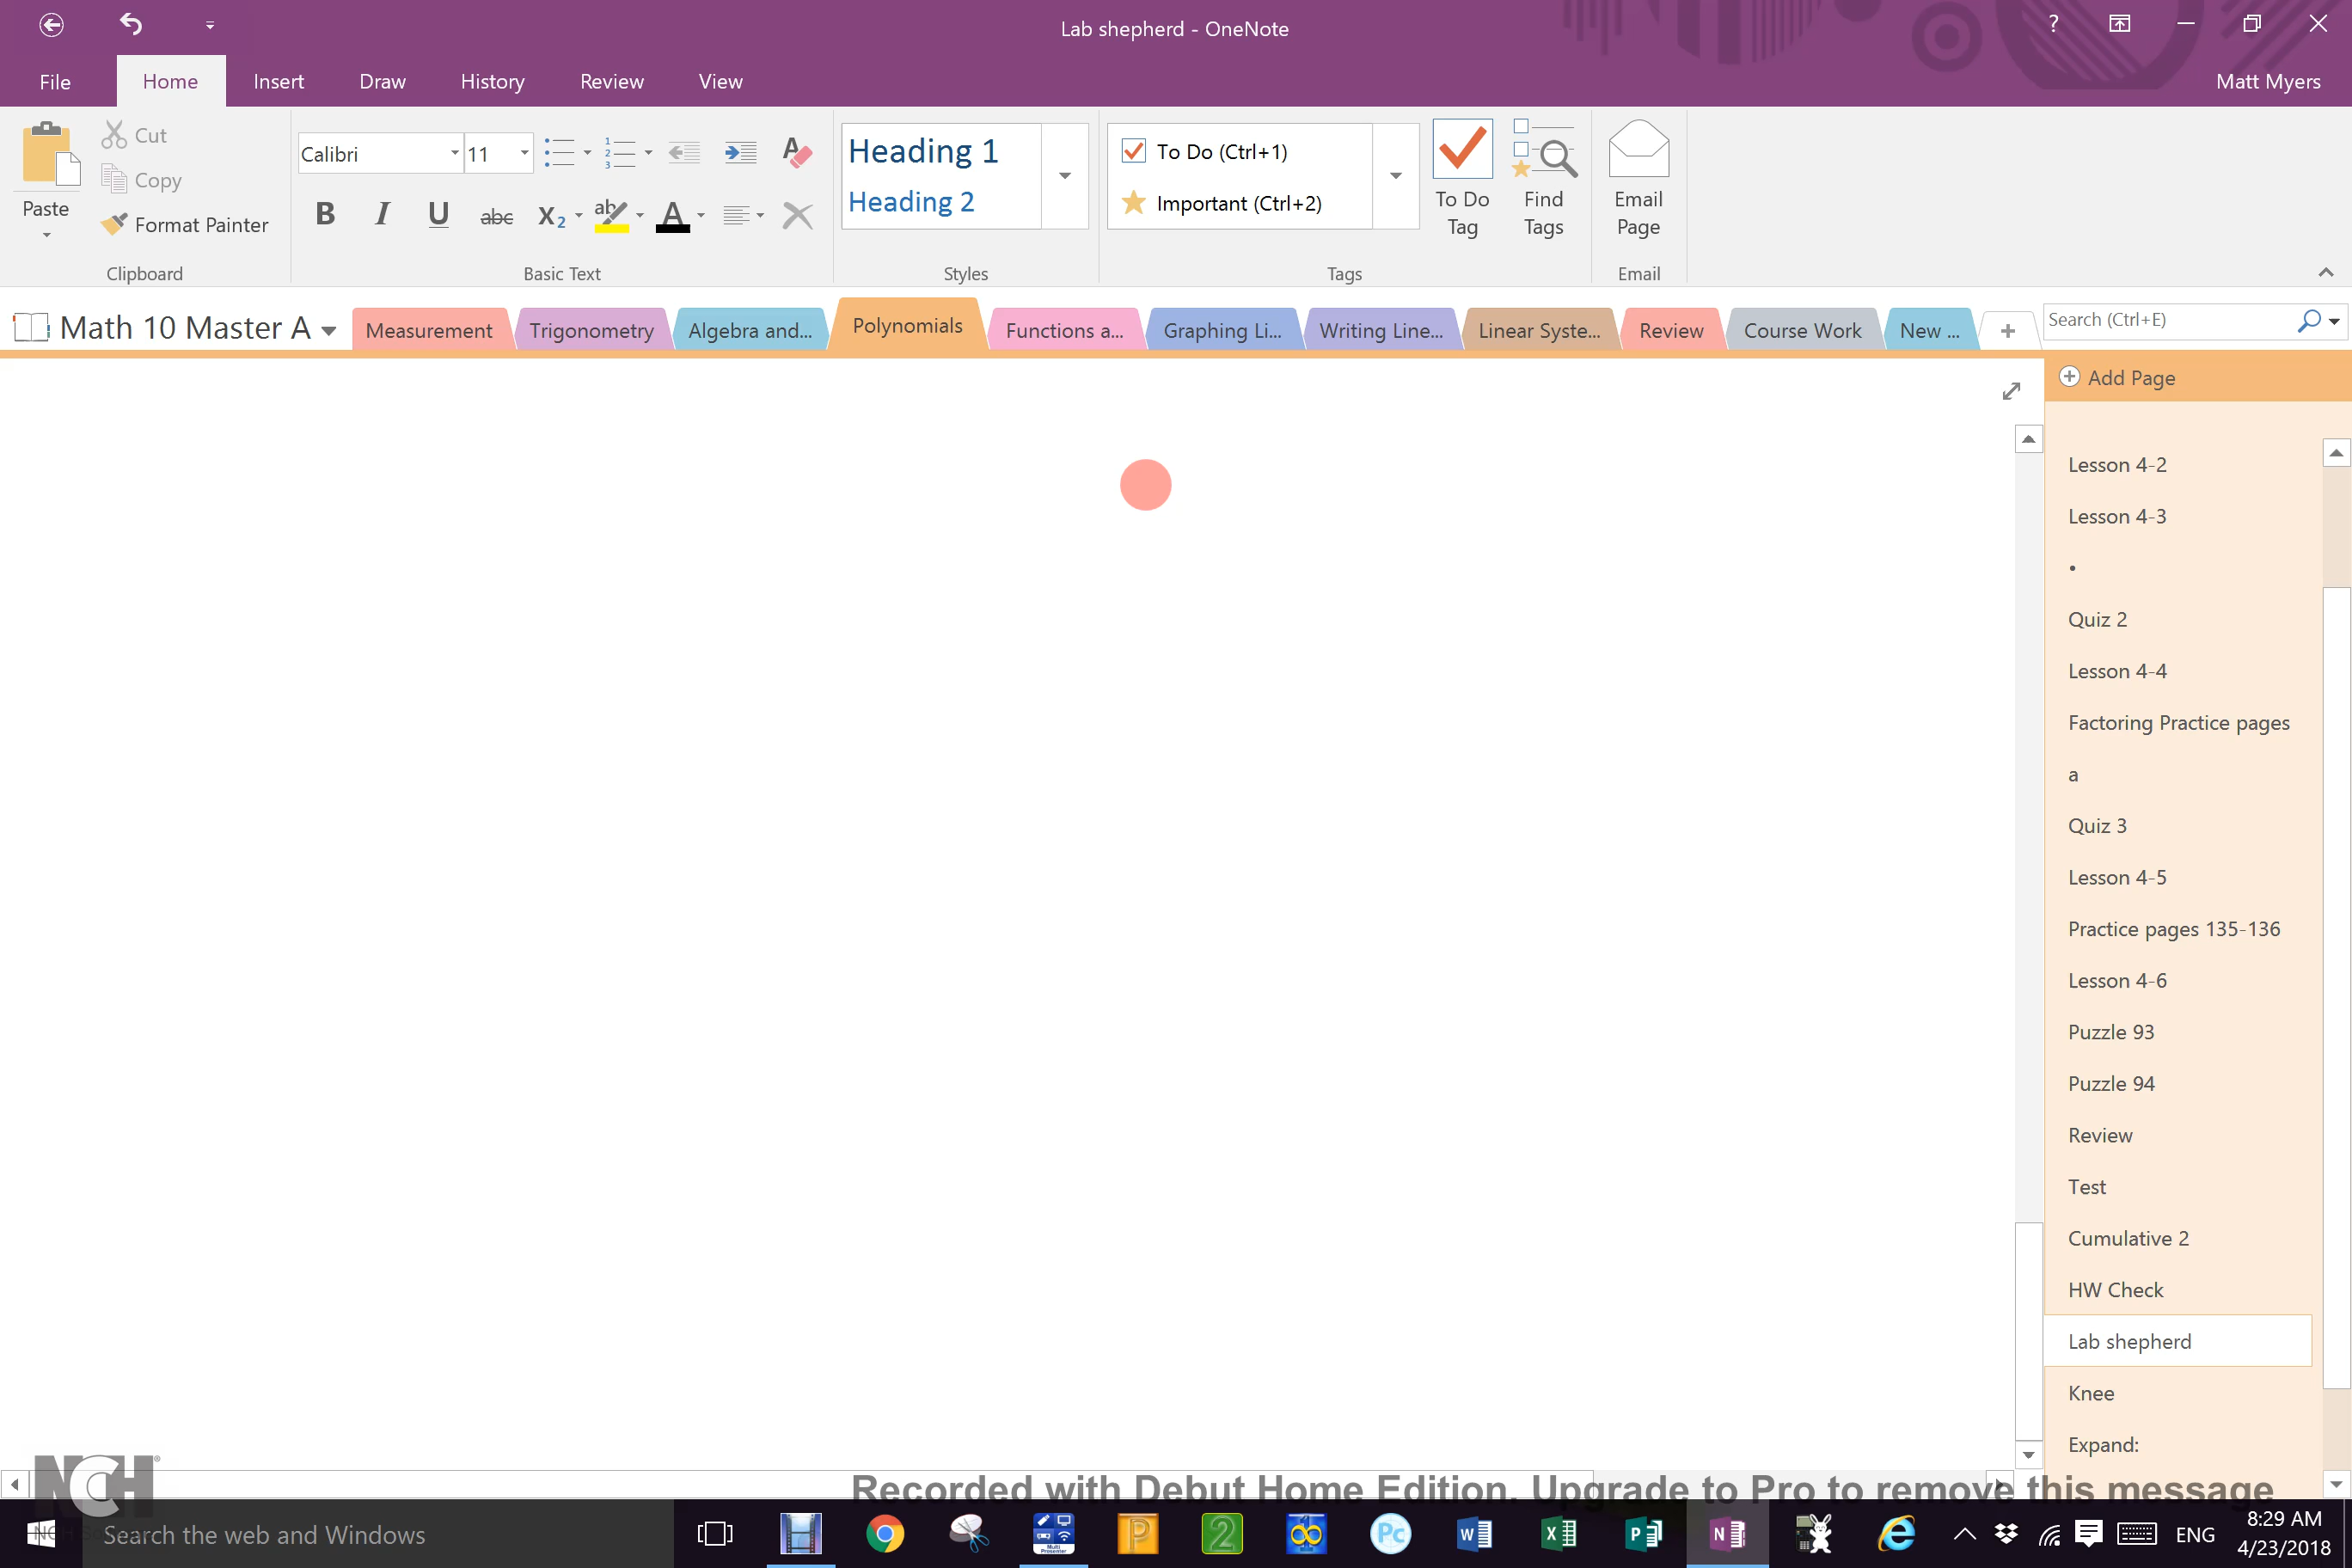 Lab shepherd - OneNote
?
Matt Myers
File Home Insert Draw History Review View
Paste
Cut
Copy
Format Painter
Clipboard
Calibri 11
B I U abc X2 ab A
Basic Text
Heading 1
Heading 2
Styles
To Do (Ctrl+1)
Important (Ctrl+2)
Tags
To Do
Tag
Find
Tags
Email
Page
Email
Math 10 Master A
Measurement Trigonometry Algebra and... Polynomials Functions a... Graphing Li... Writing Line... Linear Syste... Review Course Work New ... +
Search (Ctrl+E)
Add Page
Lesson 4-2
Lesson 4-3
•
Quiz 2
Lesson 4-4
Factoring Practice pages
a
Quiz 3
Lesson 4-5
Practice pages 135-136
Lesson 4-6
Puzzle 93
Puzzle 94
Review
Test
Cumulative 2
HW Check
Lab shepherd
Knee
Expand:
NCH
Recorded with Debut Home Edition. Upgrade to Pro to remove this message
Search the web and Windows
ENG
8:29 AM
4/23/2018